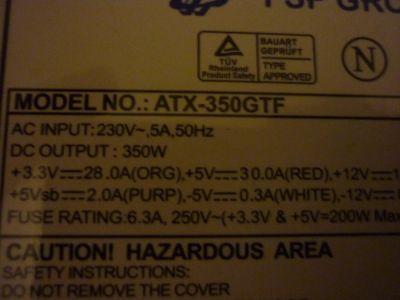 FSP GRO
TÜV
Rheinland
Product Safety
BAUART
GEPRÜFT
TYPE
APPROVED
N
MODEL NO.: ATX-350GTF
AC INPUT:230V~,5A,50Hz
DC OUTPUT : 350W
+3.3V⎓28.0A(ORG),+5V⎓30.0A(RED),+12V⎓1
+5Vsb⎓2.0A(PURP),-5V⎓0.3A(WHITE),-12V⎓
FUSE RATING:6.3A, 250V~(+3.3V & +5V=200W Max
CAUTION! HAZARDOUS AREA
SAFETY INSTRUCTIONS:
DO NOT REMOVE THE COVER